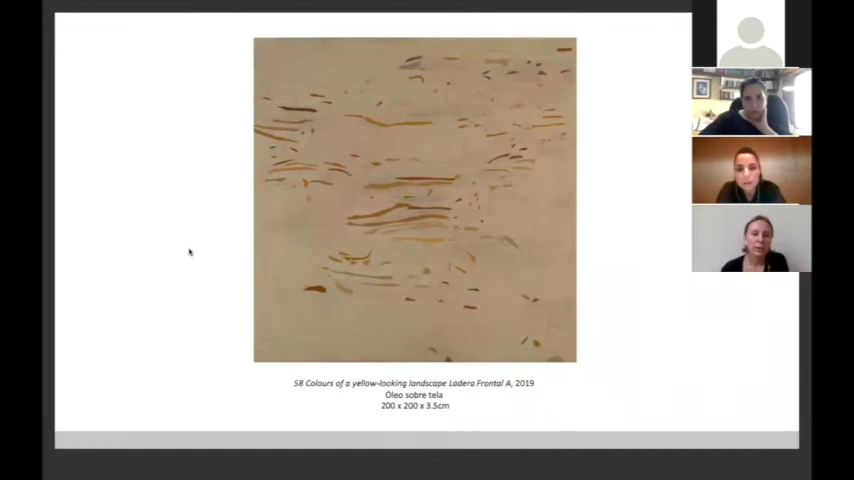 58 Colours of a yellow-looking landscape Ladera Frontal A, 2019
Óleo sobre tela
200 x 200 x 3.5cm